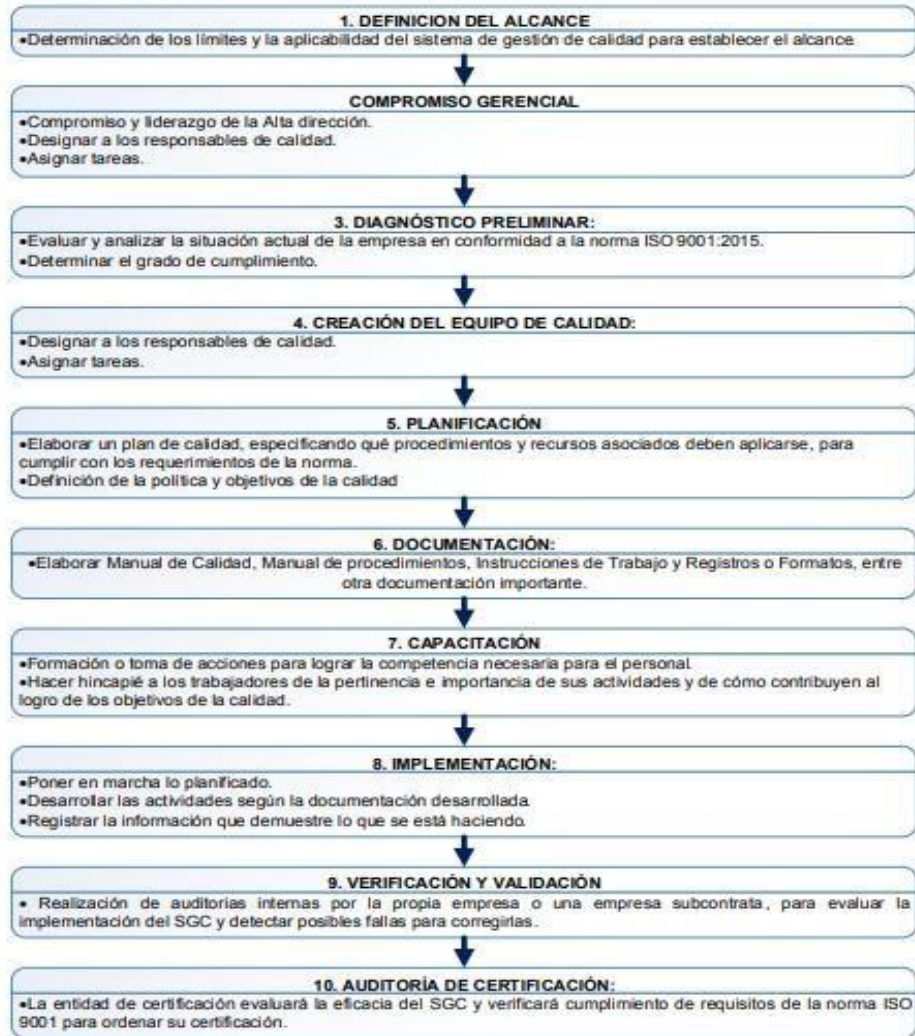 1. DEFINICION DEL ALCANCE
•Determinación de los límites y la aplicabilidad del sistema de gestión de calidad para establecer el alcance.
COMPROMISO GERENCIAL
•Compromiso y liderazgo de la Alta dirección.
•Designar a los responsables de calidad.
•Asignar tareas.
3. DIAGNÓSTICO PRELIMINAR:
•Evaluar y analizar la situación actual de la empresa en conformidad a la norma ISO 9001:2015.
•Determinar el grado de cumplimiento.
4. CREACIÓN DEL EQUIPO DE CALIDAD:
•Designar a los responsables de calidad.
•Asignar tareas.
5. PLANIFICACIÓN
•Elaborar un plan de calidad, especificando qué procedimientos y recursos asociados deben aplicarse, para
cumplir con los requerimientos de la norma.
•Definición de la política y objetivos de la calidad
6. DOCUMENTACIÓN:
•Elaborar Manual de Calidad, Manual de procedimientos, Instrucciones de Trabajo y Registros o Formatos, entre
otra documentación importante.
7. CAPACITACIÓN
•Formación o toma de acciones para lograr la competencia necesaria para el personal.
•Hacer hincapié a los trabajadores de la pertinencia e importancia de sus actividades y de cómo contribuyen al
logro de los objetivos de la calidad.
8. IMPLEMENTACIÓN:
•Poner en marcha lo planificado.
•Desarrollar las actividades según la documentación desarrollada.
•Registrar la información que demuestre lo que se está haciendo.
9. VERIFICACIÓN Y VALIDACIÓN
• Realización de auditorias internas por la propia empresa o una empresa subcontrata, para evaluar la
implementación del SGC y detectar posibles fallas para corregirlas.
10. AUDITORÍA DE CERTIFICACIÓN:
•La entidad de certificación evaluará la eficacia del SGC y verificará cumplimiento de requisitos de la norma ISO
9001 para ordenar su certificación.